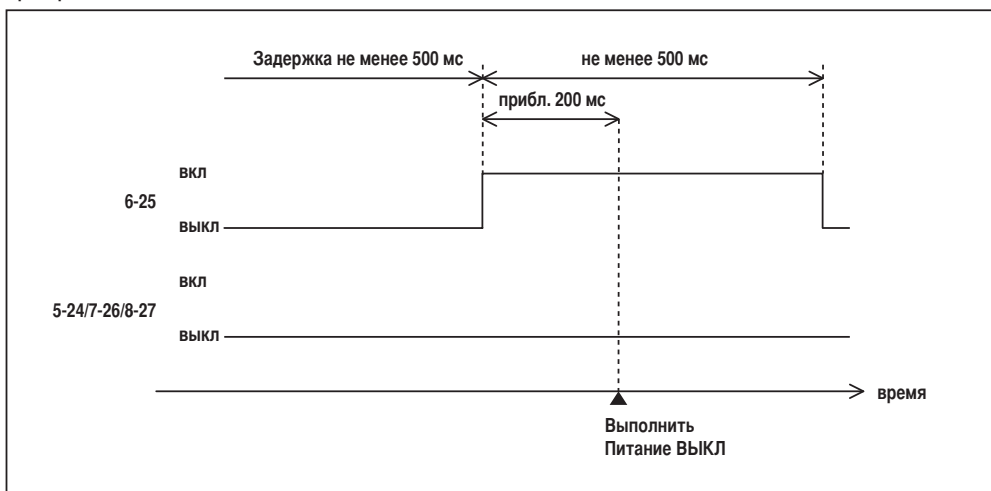 Задержка не менее 500 мс
не менее 500 мс
прибл. 200 мс
вкл
6-25
выкл
вкл
5-24/7-26/8-27
выкл
время
Выполнить
Питание ВЫКЛ